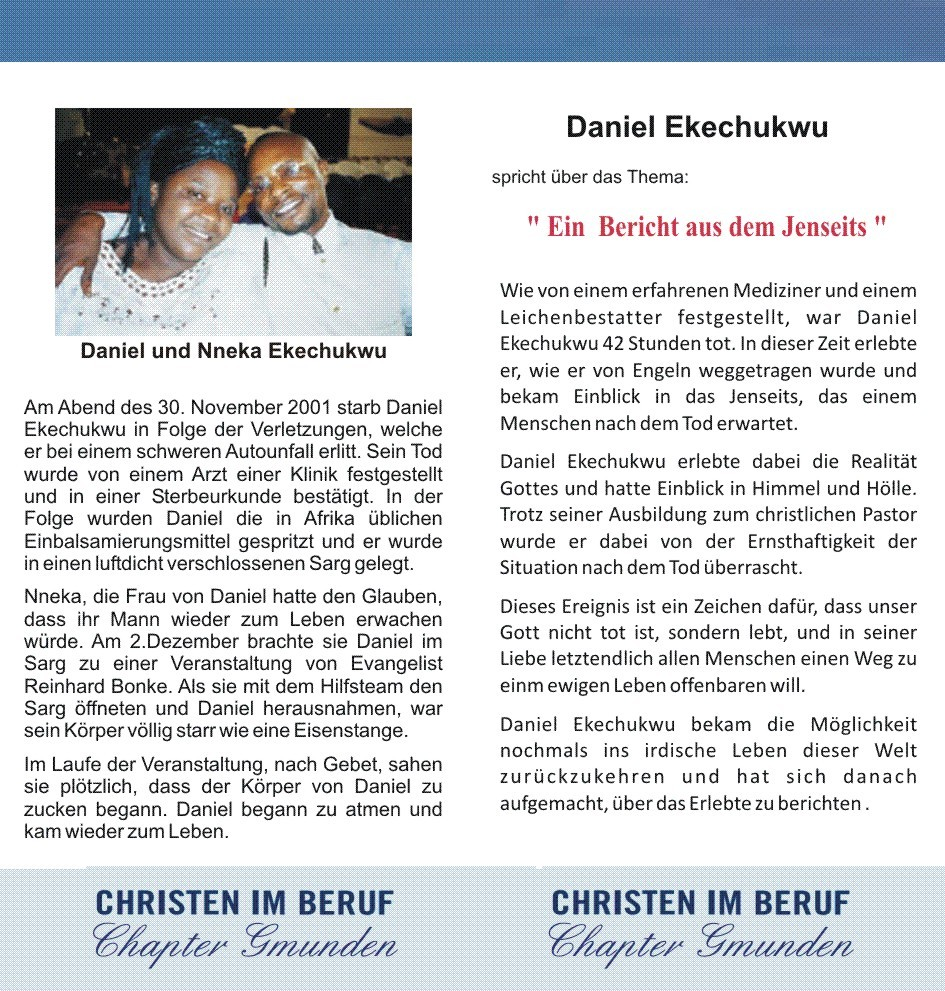 Daniel und Nneka Ekechukwu
Am Abend des 30. November 2001 starb Daniel
Ekechukwu in Folge der Verletzungen, welche
er bei einem schweren Autounfall erlitt. Sein Tod
wurde von einem Arzt einer Klinik festgestellt
und in einer Sterbeurkunde bestätigt. In der
Folge wurden Daniel die in Afrika üblichen
Einbalsamierungsmittel gespritzt und er wurde
in einen luftdicht verschlossenen Sarg gelegt.
Nneka, die Frau von Daniel hatte den Glauben,
dass ihr Mann wieder zum Leben erwachen
würde. Am 2.Dezember brachte sie Daniel im
Sarg zu einer Veranstaltung von Evangelist
Reinhard Bonke. Als sie mit dem Hilfsteam den
Sarg öffneten und Daniel herausnahmen, war
sein Körper völlig starr wie eine Eisenstange.
Im Laufe der Veranstaltung, nach Gebet, sahen
sie plötzlich, dass der Körper von Daniel zu
zucken begann. Daniel begann zu atmen und
kam wieder zum Leben.
CHRISTEN IM BERUF
Chapter Gmunden
Daniel Ekechukwu
spricht über das Thema:
" Ein Bericht aus dem Jenseits "
Wie von einem erfahrenen Mediziner und einem
Leichenbestatter festgestellt, war Daniel
Ekechukwu 42 Stunden tot. In dieser Zeit erlebte
er, wie er von Engeln weggetragen wurde und
bekam Einblick in das Jenseits, das einem
Menschen nach dem Tod erwartet.
Daniel Ekechukwu erlebte dabei die Realität
Gottes und hatte Einblick in Himmel und Hölle.
Trotz seiner Ausbildung zum christlichen Pastor
wurde er dabei von der Ernsthaftigkeit der
Situation nach dem Tod überrascht.
Dieses Ereignis ist ein Zeichen dafür, dass unser
Gott nicht tot ist, sondern lebt, und in seiner
Liebe letztendlich allen Menschen einen Weg zu
einm ewigen Leben offenbaren will.
Daniel Ekechukwu bekam die Möglichkeit
nochmals ins irdische Leben dieser Welt
zurückzukehren und hat sich danach
aufgemacht, über das Erlebte zu berichten .
CHRISTEN IM BERUF
Chapter Gmunden